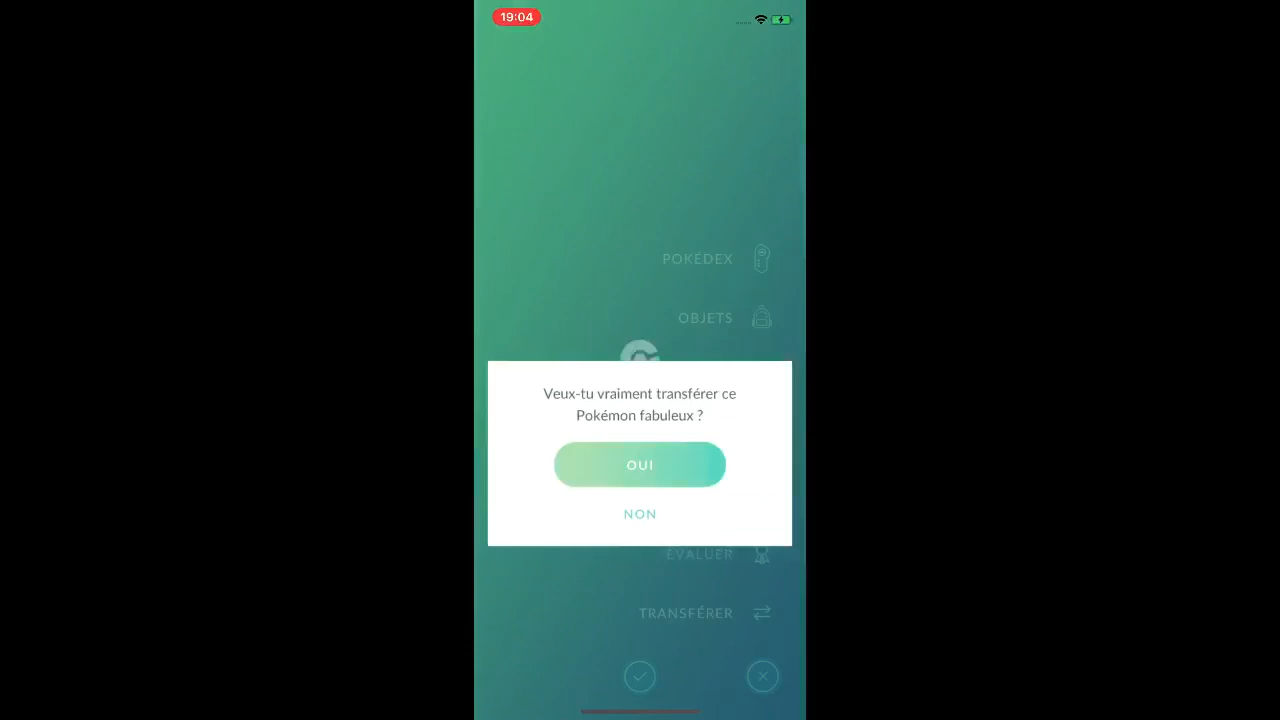 19:04
POKÉDEX
OBJETS
Veux-tu vraiment transférer ce
Pokémon fabuleux ?
OUI
NON
ÉVALUER
TRANSFÉRER